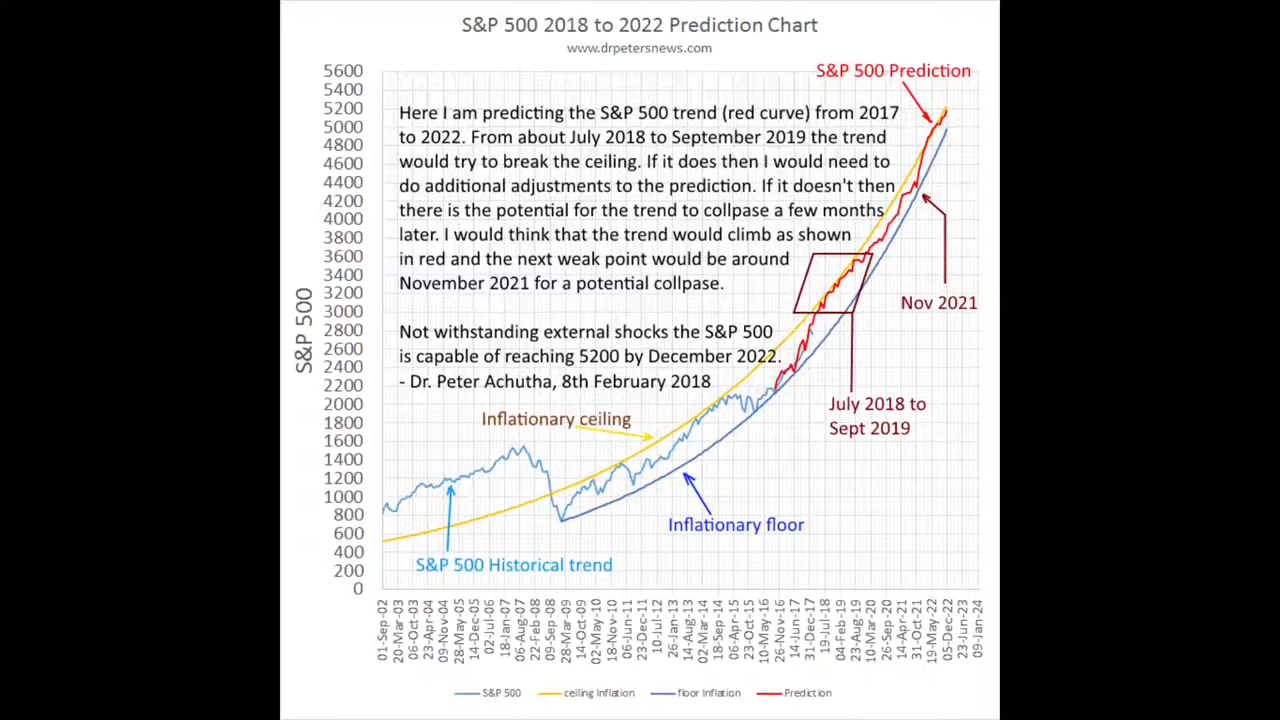 S&P 500 2018 to 2022 Prediction Chart
www.drpetersnews.com
S&P 500 Prediction
Here I am predicting the S&P 500 trend (red curve) from 2017
to 2022. From about July 2018 to September 2019 the trend
would try to break the ceiling. If it does then I would need to
do additional adjustments to the prediction. If it doesn't then
there is the potential for the trend to collpase a few months
later. I would think that the trend would climb as shown
in red and the next weak point would be around
November 2021 for a potential collpase.
Not withstanding external shocks the S&P 500
is capable of reaching 5200 by December 2022.
- Dr. Peter Achutha, 8th February 2018
Nov 2021
July 2018 to
Sept 2019
Inflationary ceiling
Inflationary floor
S&P 500 Historical trend
S&P 500
5600
5400
5200
5000
4800
4600
4400
4200
4000
3800
3600
3400
3200
3000
2800
2600
2400
2200
2000
1800
1600
1400
1200
1000
800
600
400
200
0
01-Sep-02
20-Mar-03
06-Oct-03
23-Apr-04
09-Nov-04
28-May-05
14-Dec-05
02-Jul-06
18-Jan-07
06-Aug-07
22-Feb-08
09-Sep-08
28-Mar-09
14-Oct-09
02-May-10
18-Nov-10
06-Jun-11
23-Dec-11
10-Jul-12
26-Jan-13
14-Aug-13
02-Mar-14
18-Sep-14
06-Apr-15
23-Oct-15
10-May-16
26-Nov-16
14-Jun-17
31-Dec-17
19-Jul-18
04-Feb-19
23-Aug-19
10-Mar-20
26-Sep-20
14-Apr-21
31-Oct-21
19-May-22
05-Dec-22
23-Jun-23
09-Jan-24
S&P 500
ceiling Inflation
floor Inflation
Prediction